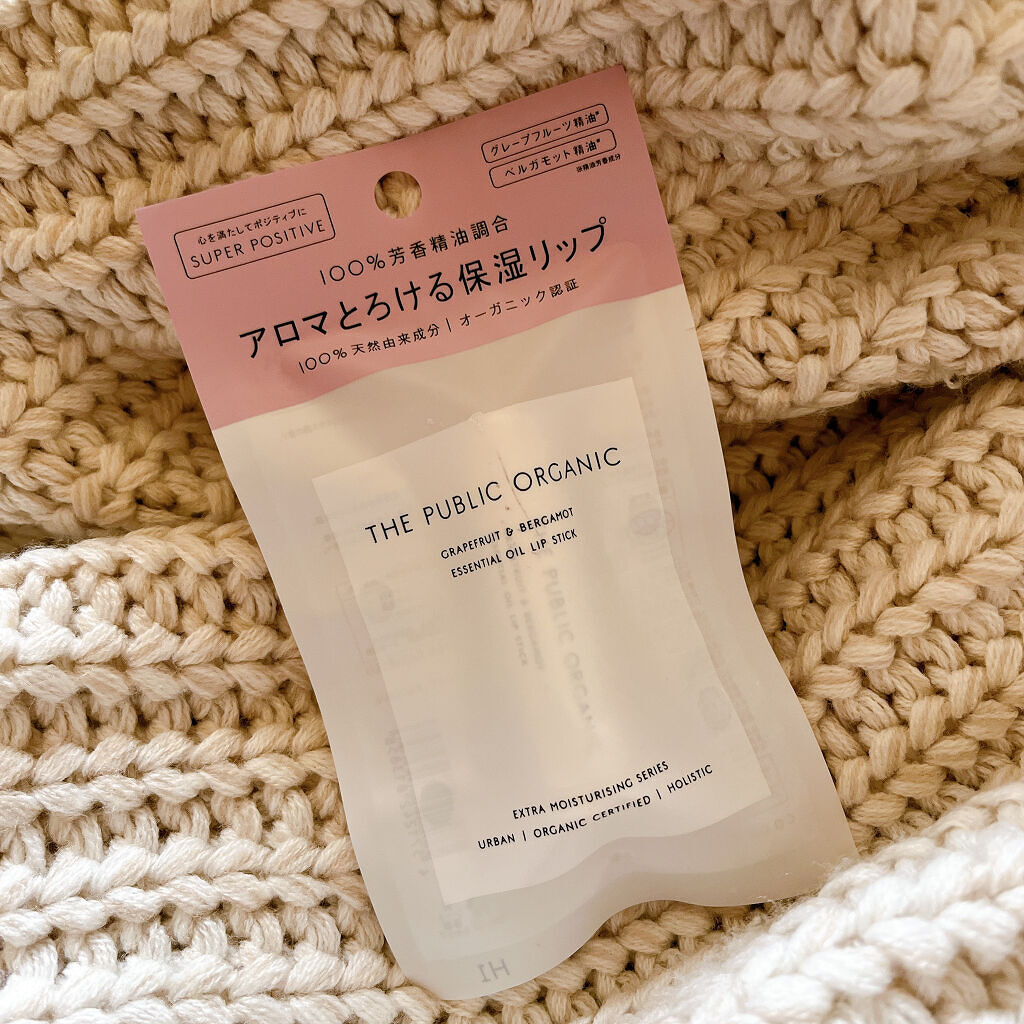 心を満たしてポジティブに
SUPER POSITIVE
グレープフルーツ精油*
ベルガモット精油*
※精油芳香成分
100%芳香精油調合
アロマとろける保湿リップ
100%天然由来成分 | オーガニック認証
THE PUBLIC ORGANIC
GRAPEFRUIT & BERGAMOT
ESSENTIAL OIL LIP STICK
PUBLIC ORGANIC
EXTRA MOISTURISING SERIES
URBAN | ORGANIC CERTIFIED | HOLISTIC